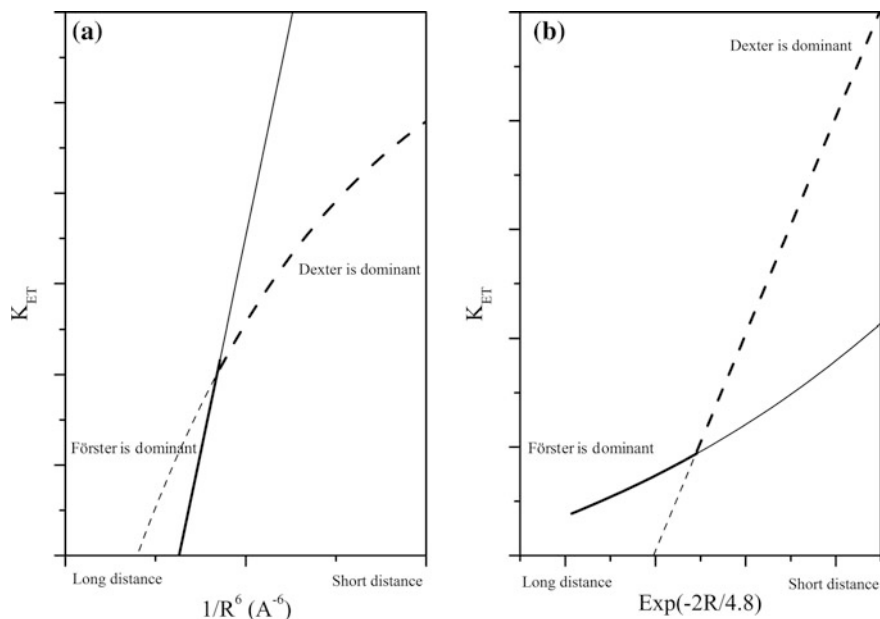 (a)
Dexter is dominant
Förster is dominant
K_ET
Long distance
Short distance
1/R^6 (A^-6)
(b)
Dexter is dominant
Förster is dominant
K_ET
Long distance
Short distance
Exp(-2R/4.8)